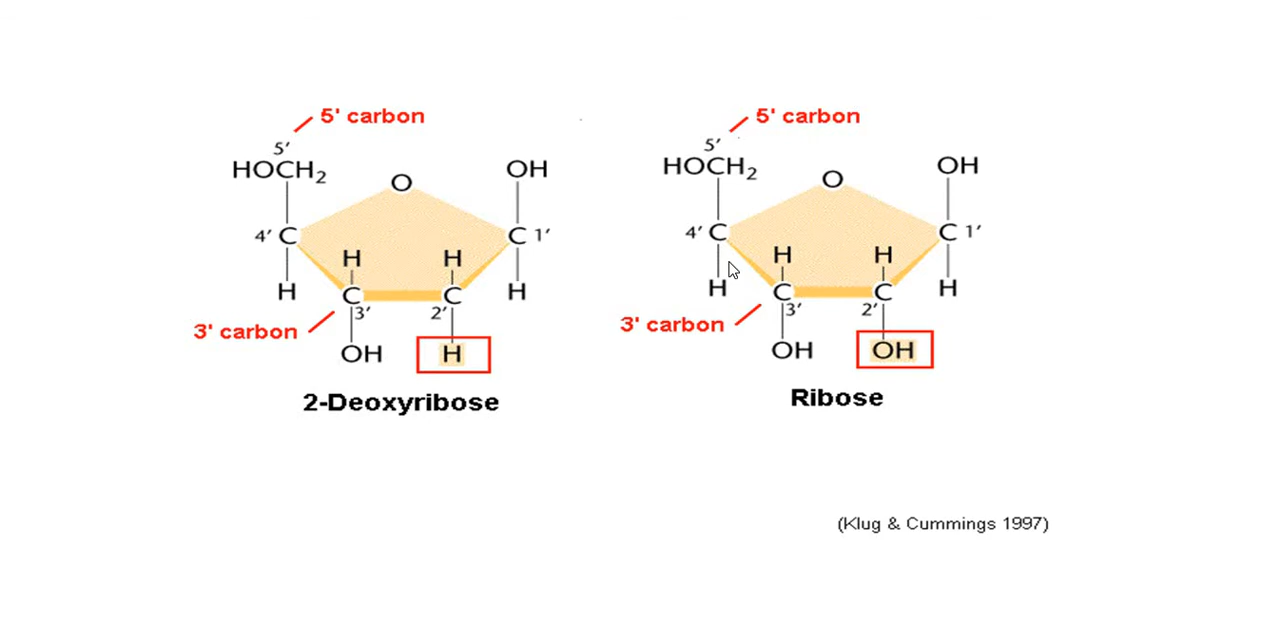 5' carbon
5'
HOCH2
O
OH
4'
C
C
1'
H
H
H
C
C
H
3'
2'
3' carbon
OH
H
2-Deoxyribose
5' carbon
5'
HOCH2
O
OH
4'
C
C
1'
H
H
H
C
C
H
3'
2'
3' carbon
OH
OH
Ribose
(Klug & Cummings 1997)